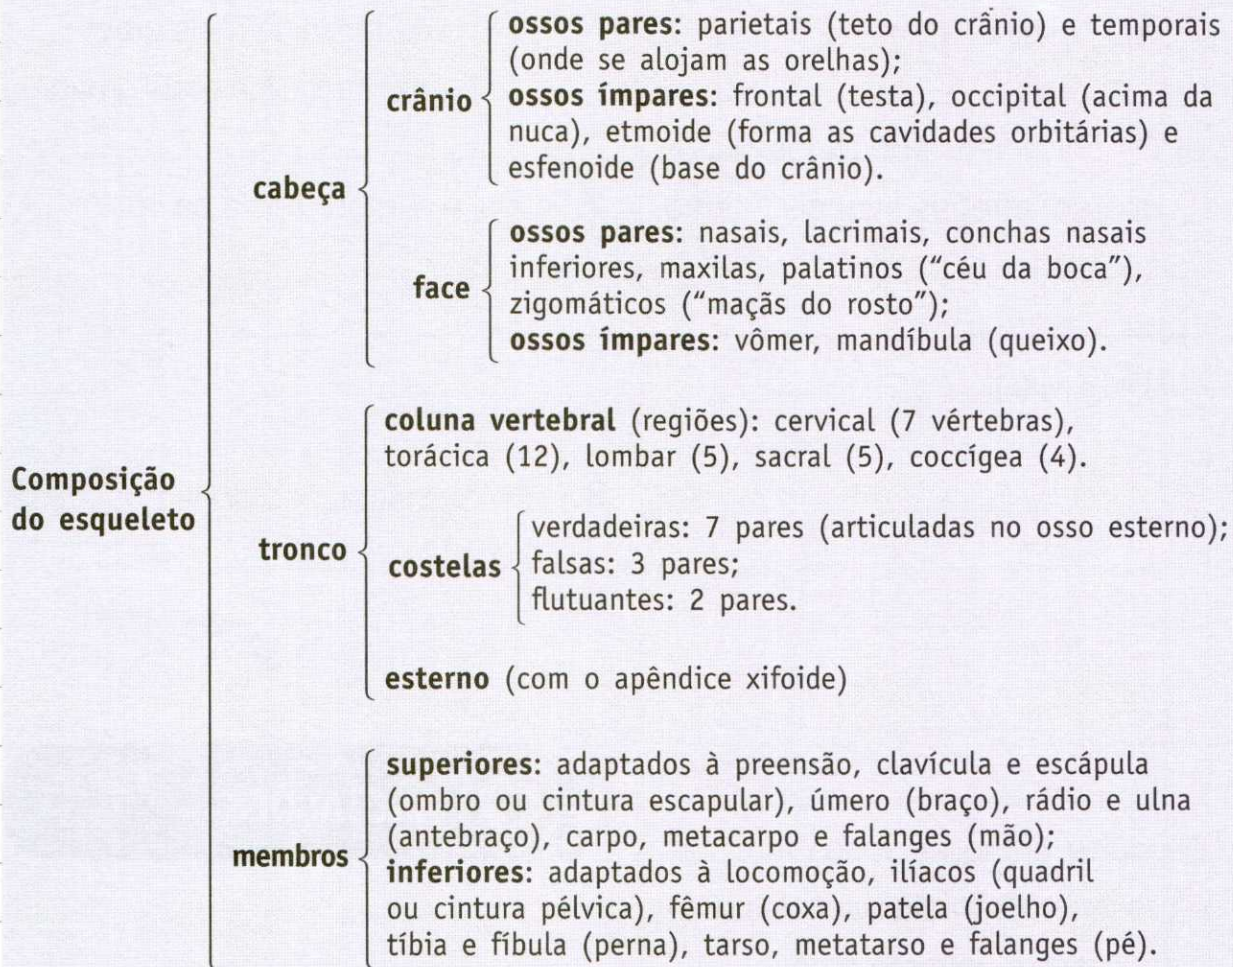 Composição
do esqueleto
cabeça
crânio
ossos pares: parietais (teto do crânio) e temporais
(onde se alojam as orelhas);
ossos ímpares: frontal (testa), occipital (acima da
nuca), etmoide (forma as cavidades orbitárias) e
esfenoide (base do crânio).
face
ossos pares: nasais, lacrimais, conchas nasais
inferiores, maxilas, palatinos (“céu da boca”),
zigomáticos (“maçãs do rosto”);
ossos ímpares: vômer, mandíbula (queixo).
tronco
coluna vertebral (regiões): cervical (7 vértebras),
torácica (12), lombar (5), sacral (5), coccígea (4).
costelas
verdadeiras: 7 pares (articuladas no osso esterno);
falsas: 3 pares;
flutuantes: 2 pares.
esterno (com o apêndice xifoide)
membros
superiores: adaptados à preensão, clavícula e escápula
(ombro ou cintura escapular), úmero (braço), rádio e ulna
(antebraço), carpo, metacarpo e falanges (mão);
inferiores: adaptados à locomoção, ilíacos (quadril
ou cintura pélvica), fêmur (coxa), patela (joelho),
tíbia e fíbula (perna), tarso, metatarso e falanges (pé).